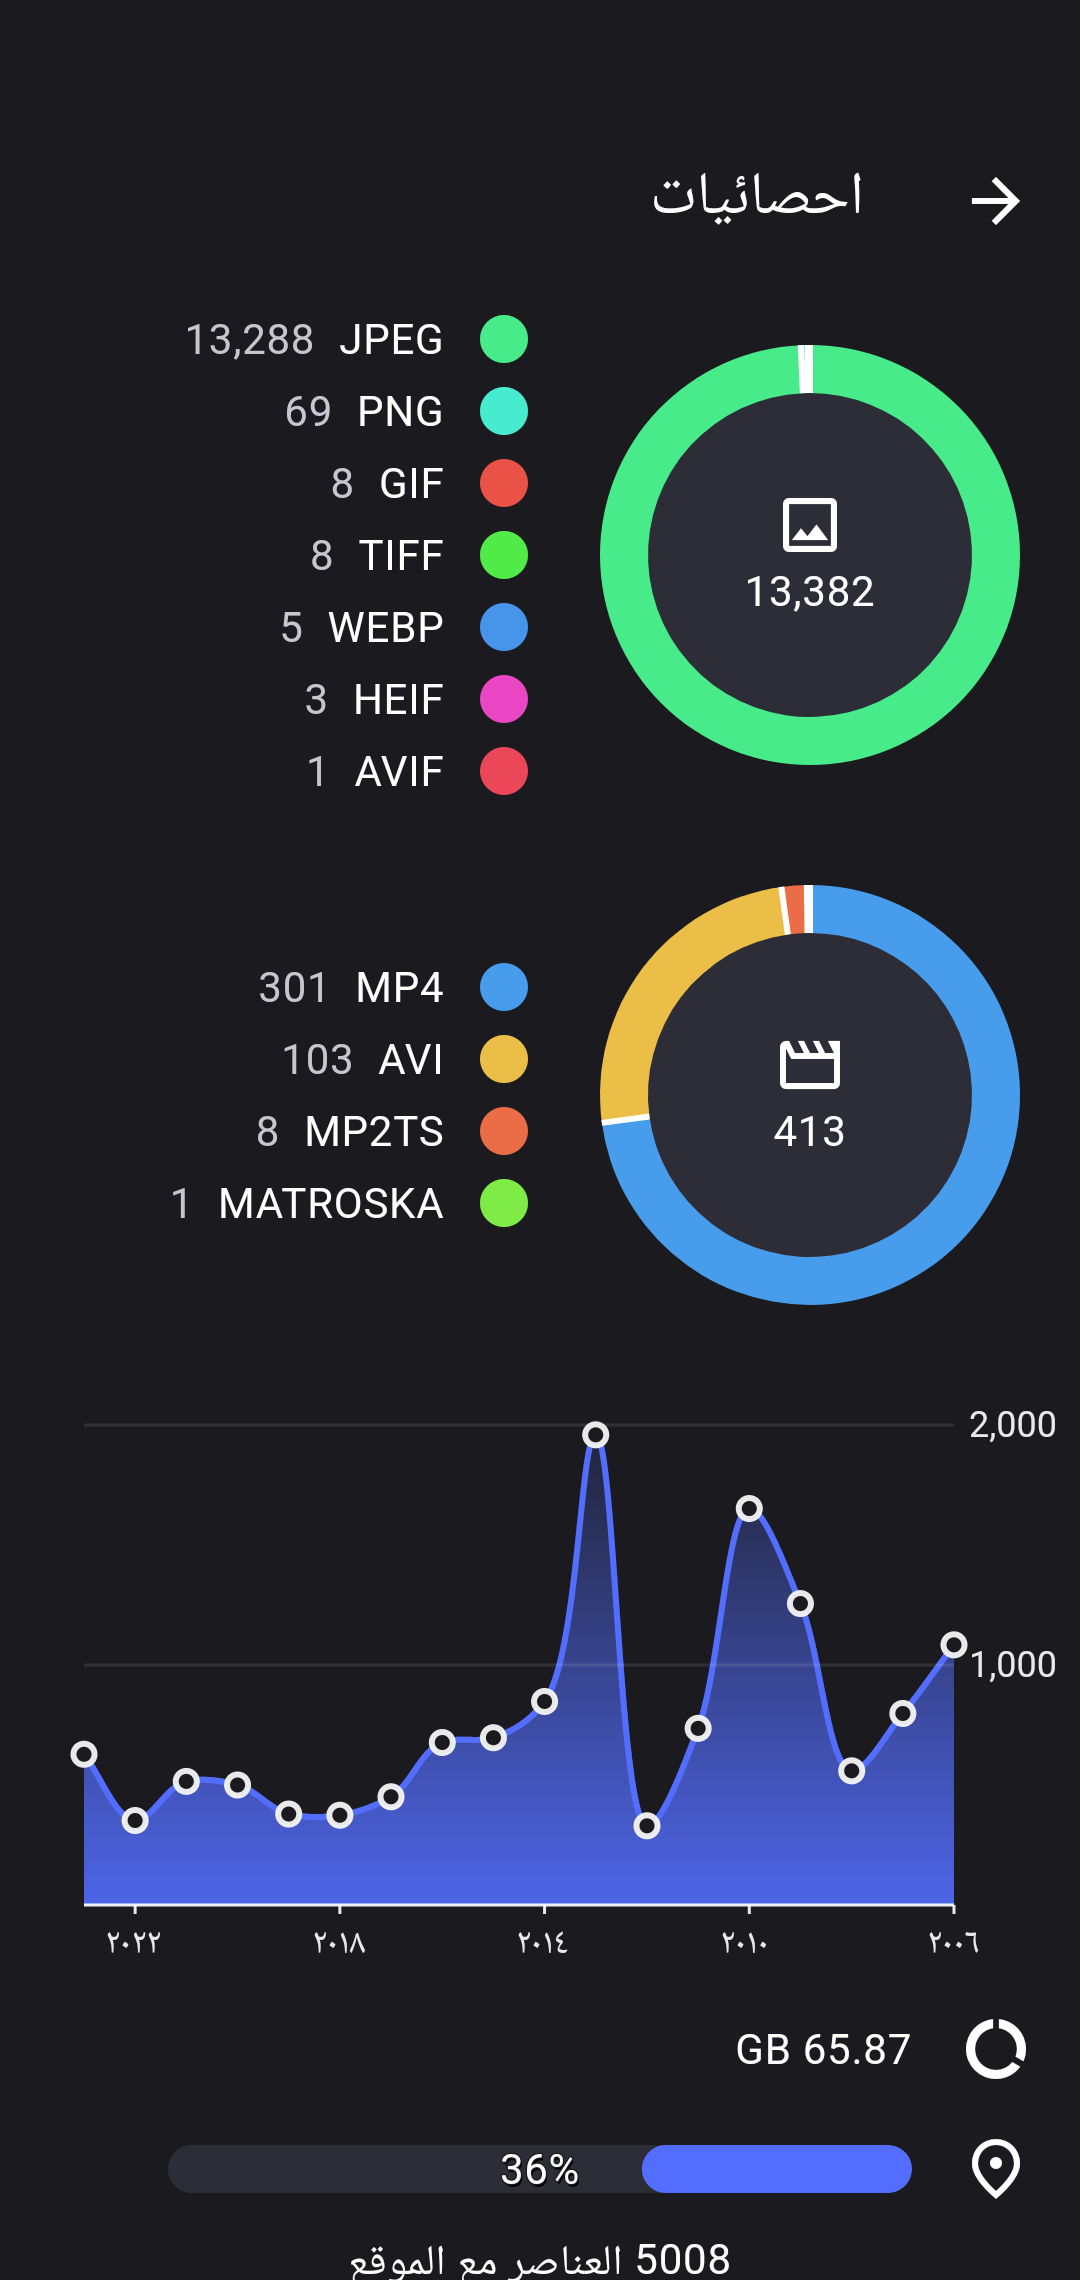 احصائيات
JPEG 13,288
PNG 69
GIF 8
TIFF 8
WEBP 5
HEIF 3
AVIF 1
13,382
MP4 301
AVI 103
MP2TS 8
MATROSKA 1
413
2,000
1,000
٢٠٠٦ ٢٠١٠ ٢٠١٤ ٢٠١٨ ٢٠٢٢
65.87 GB
36%
5008 العناصر مع الموقع